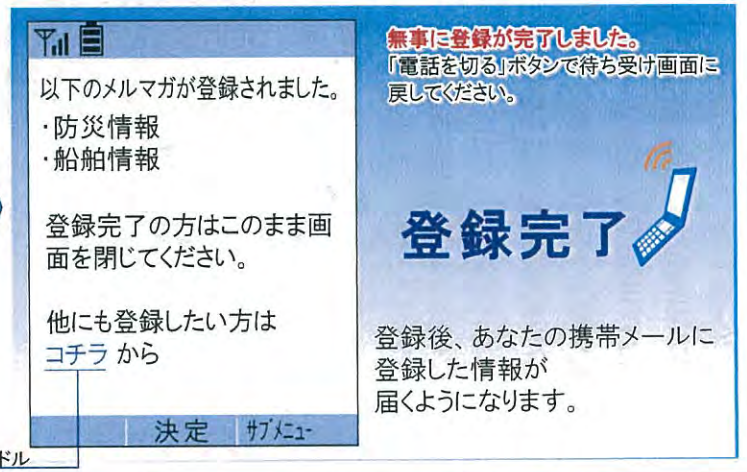 以下のメルマガが登録されました。
・防災情報
・船舶情報
登録完了の方はこのまま画
面を閉じてください。
他にも登録したい方は
コチラ から
決定 ｻﾌﾞﾒﾆｭｰ
ドル
無事に登録が完了しました。
「電話を切る」ボタンで待ち受け画面に
戻してください。
登録完了
登録後、あなたの携帯メールに
登録した情報が
届くようになります。